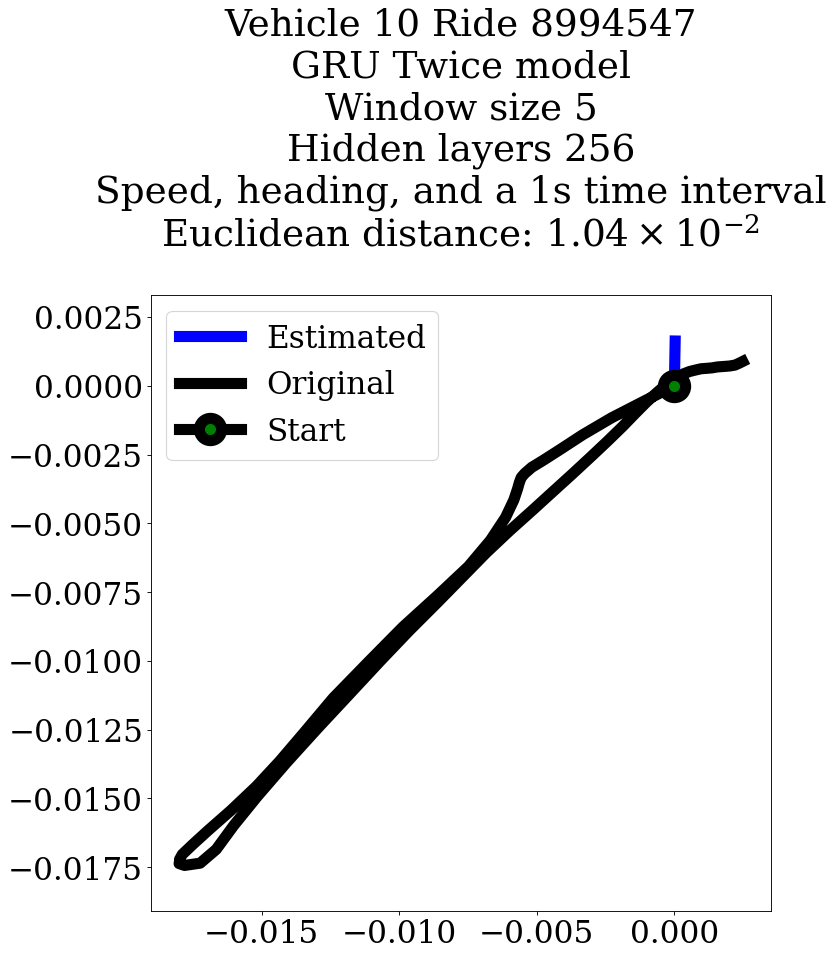 Vehicle 10 Ride 8994547
GRU Twice model
Window size 5
Hidden layers 256
Speed, heading, and a 1s time interval
Euclidean distance: 1.04 × 10⁻²
Estimated
Original
Start
0.0025
0.0000
−0.0025
−0.0050
−0.0075
−0.0100
−0.0125
−0.0150
−0.0175
−0.015 −0.010 −0.005 0.000